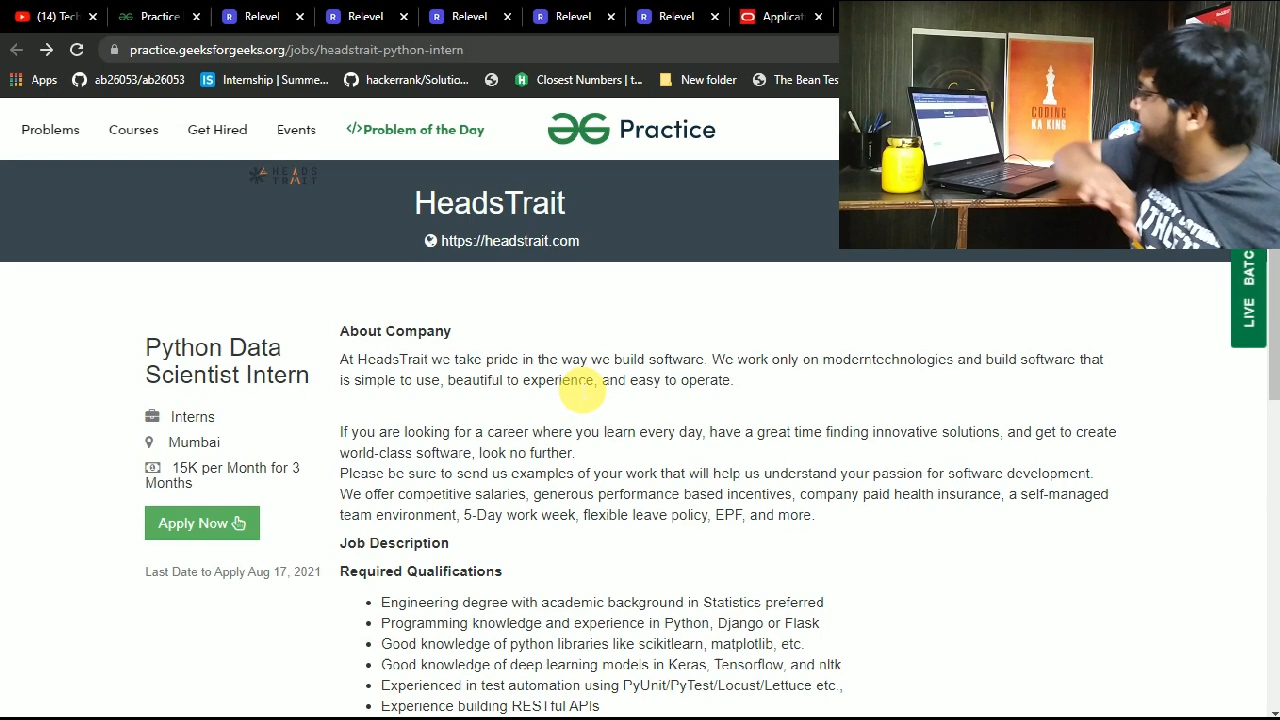 (14) Tech
Practice
Relevel
Relevel
Relevel
Relevel
Relevel
Applicat
practice.geeksforgeeks.org/jobs/headstrait-python-intern
Apps
ab26053/ab26053
Internship | Summe...
hackerrank/Solutio...
Closest Numbers | t...
New folder
The Bean Tes
Problems
Courses
Get Hired
Events
</>Problem of the Day
Practice
CODING
KA KING
HEADS
TRAIT
HeadsTrait
https://headstrait.com
LIVE BATC
Python Data
Scientist Intern
Interns
Mumbai
15K per Month for 3
Months
Apply Now
Last Date to Apply Aug 17, 2021
About Company
At HeadsTrait we take pride in the way we build software. We work only on moderntechnologies and build software that
is simple to use, beautiful to experience, and easy to operate.
If you are looking for a career where you learn every day, have a great time finding innovative solutions, and get to create
world-class software, look no further.
Please be sure to send us examples of your work that will help us understand your passion for software development.
We offer competitive salaries, generous performance based incentives, company paid health insurance, a self-managed
team environment, 5-Day work week, flexible leave policy, EPF, and more.
Job Description
Required Qualifications
Engineering degree with academic background in Statistics preferred
Programming knowledge and experience in Python, Django or Flask
Good knowledge of python libraries like scikitlearn, matplotlib, etc.
Good knowledge of deep learning models in Keras, Tensorflow, and nltk
Experienced in test automation using PyUnit/PyTest/Locust/Lettuce etc.,
Experience building RESTful APIs